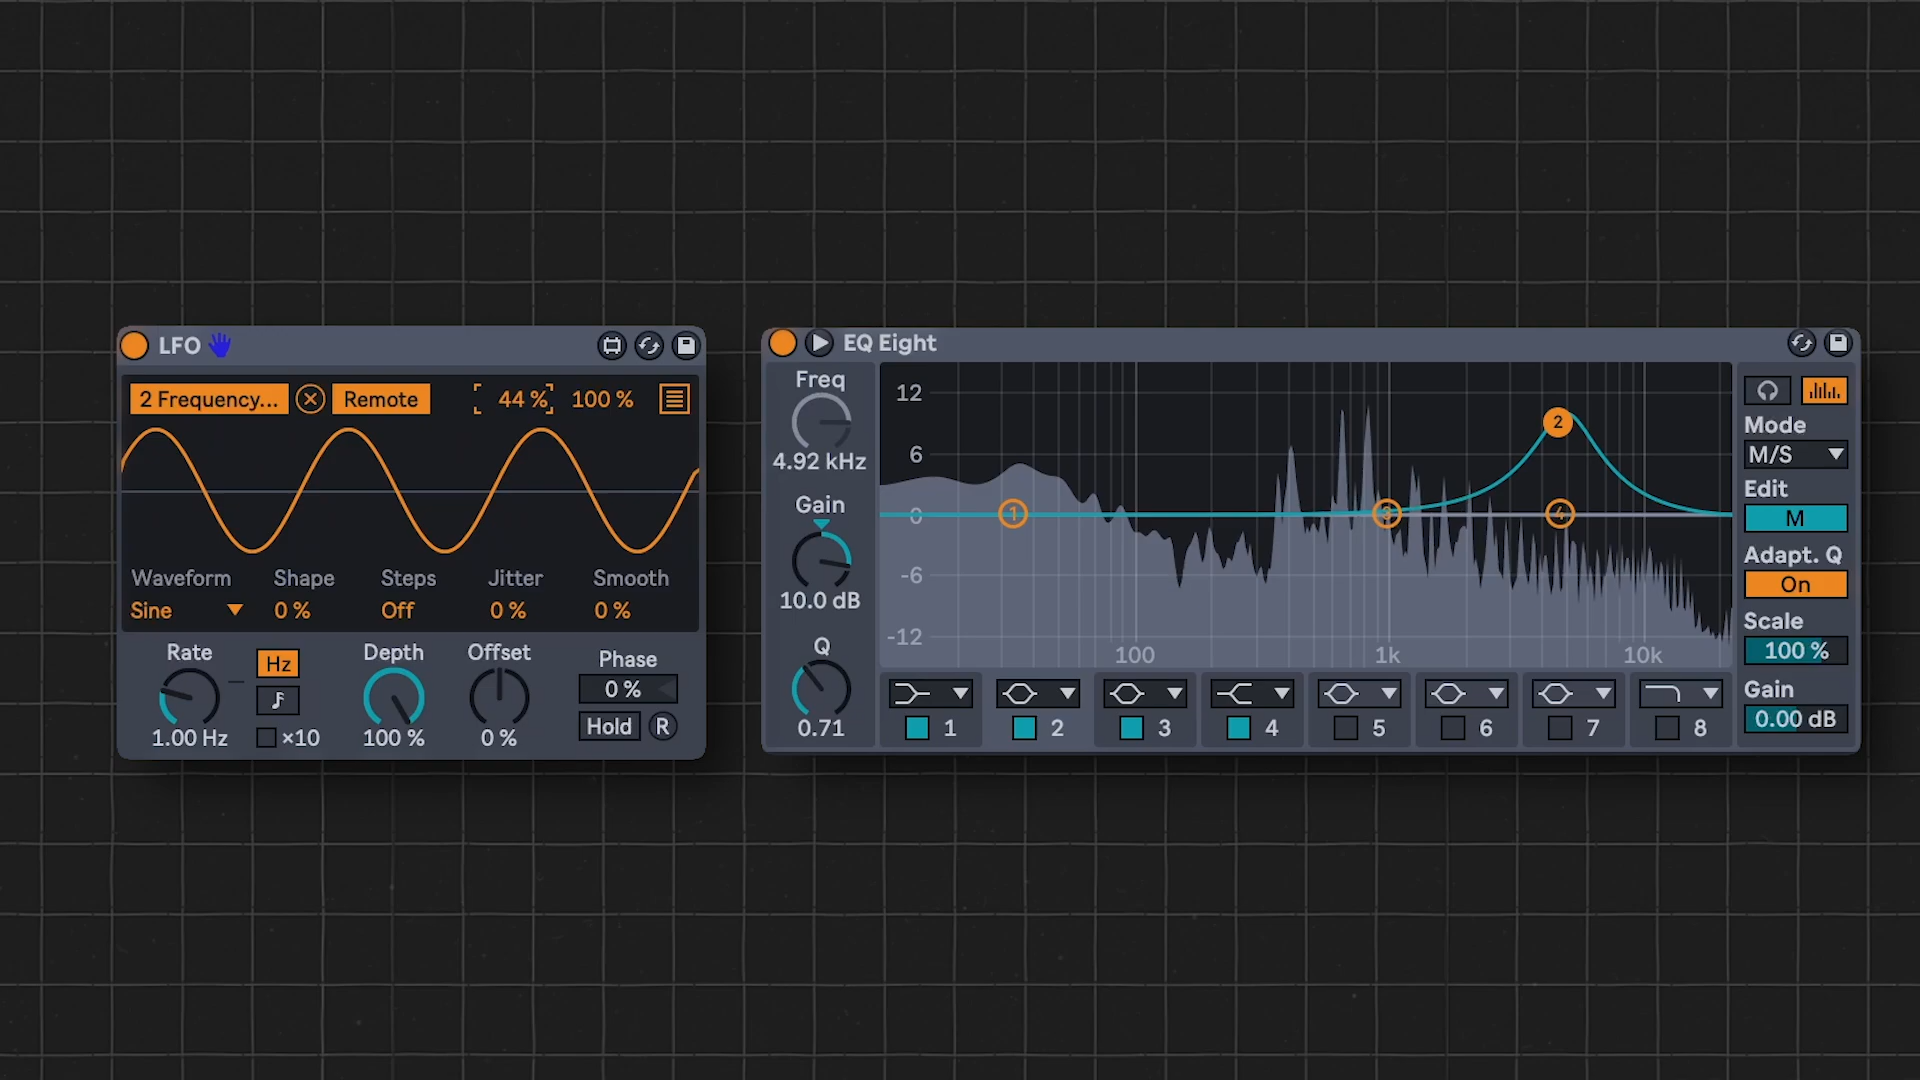 LFO
2 Frequency... Remote 44 % 100 %
Waveform Shape Steps Jitter Smooth
Sine 0 % Off 0 % 0 %
Rate Hz Depth Offset Phase
0 %
Hold R
1.00 Hz ×10 100 % 0 %
EQ Eight
Freq
4.92 kHz
Gain
10.0 dB
Q
0.71
12
6
0
-6
-12
100 1k 10k
1 2 3 4
1 2 3 4 5 6 7 8
Mode
M/S
Edit
M
Adapt. Q
On
Scale
100 %
Gain
0.00 dB